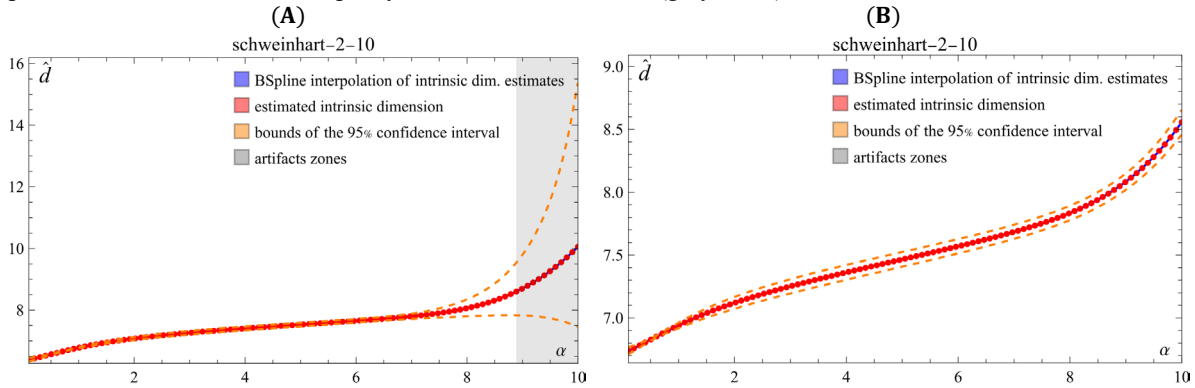 (A)
schweinhart-2-10
16
14
12
10
8
d̂
BSpline interpolation of intrinsic dim. estimates
estimated intrinsic dimension
bounds of the 95% confidence interval
artifacts zones
α
2
4
6
8
10
(B)
schweinhart-2-10
9.0
8.5
8.0
7.5
7.0
d̂
BSpline interpolation of intrinsic dim. estimates
estimated intrinsic dimension
bounds of the 95% confidence interval
artifacts zones
α
2
4
6
8
10